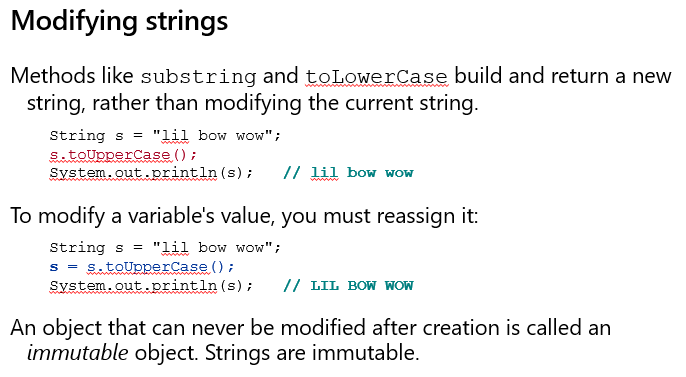 Modifying strings
Methods like substring and toLowerCase build and return a new
string, rather than modifying the current string.
String s = "lil bow wow";
s.toUpperCase();
System.out.println(s);   // lil bow wow
To modify a variable's value, you must reassign it:
String s = "lil bow wow";
s = s.toUpperCase();
System.out.println(s);   // LIL BOW WOW
An object that can never be modified after creation is called an
immutable object. Strings are immutable.